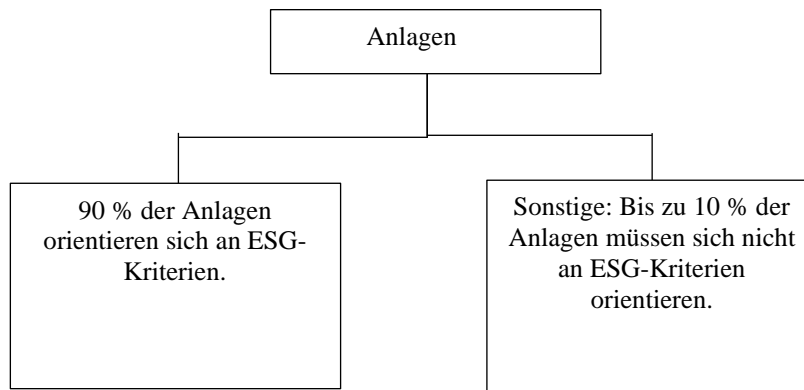 Anlagen
90 % der Anlagen
orientieren sich an ESG-
Kriterien.
Sonstige: Bis zu 10 % der
Anlagen müssen sich nicht
an ESG-Kriterien
orientieren.